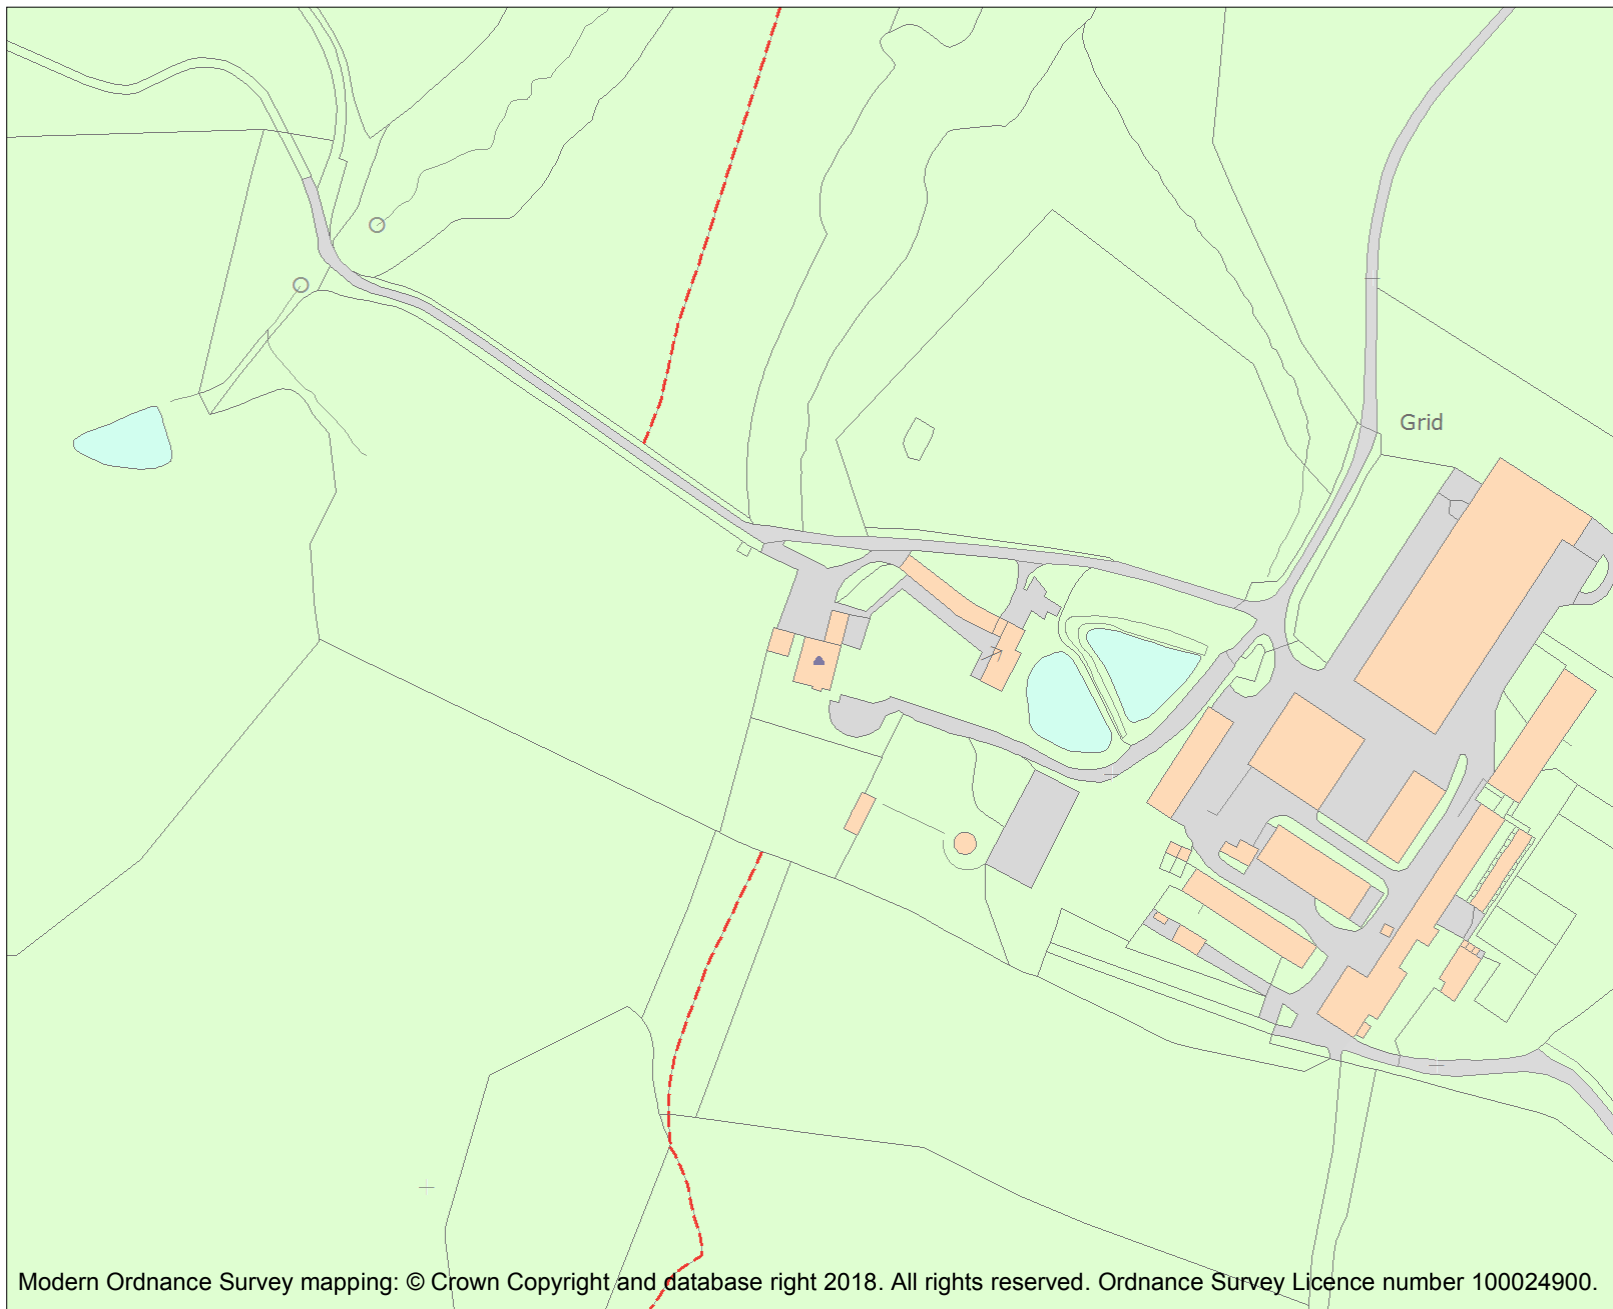 Grid
Modern Ordnance Survey mapping: © Crown Copyright and database right 2018. All rights reserved. Ordnance Survey Licence number 100024900.